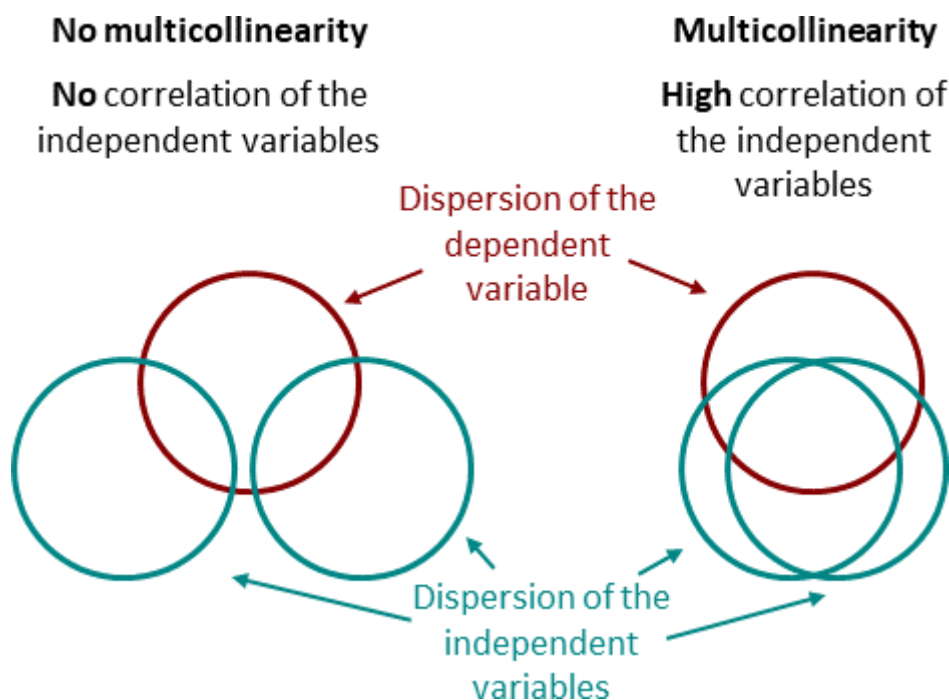 No multicollinearity
No correlation of the
independent variables
Multicollinearity
High correlation of
the independent
variables
Dispersion of the
dependent
variable
Dispersion of the
independent
variables